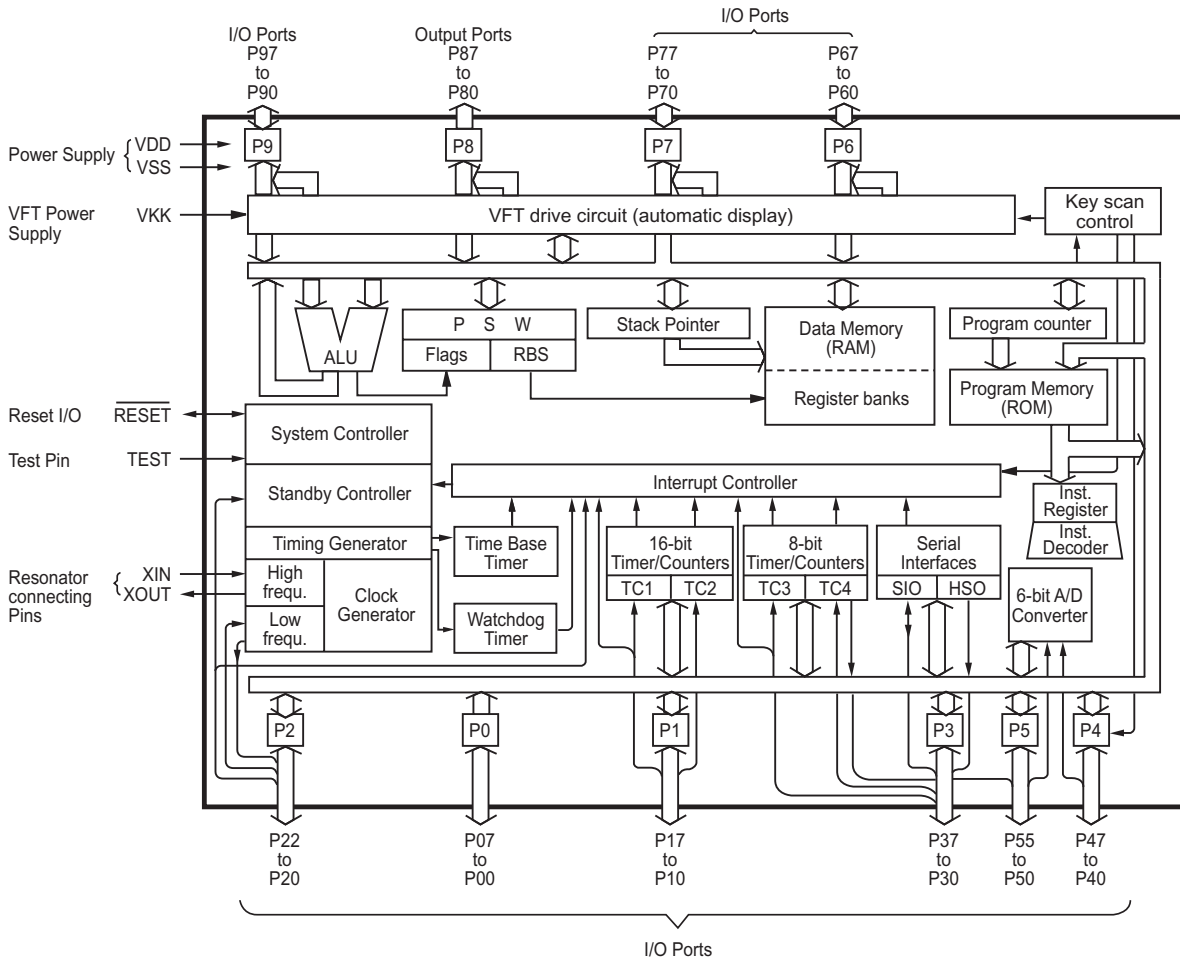 I/O Ports
I/O Ports
P97
to
P90
Output Ports
P87
to
P80
P77
to
P70
P67
to
P60
Power Supply
VDD
VSS
P9
P8
P7
P6
VFT Power
Supply
VKK
VFT drive circuit (automatic display)
Key scan
control
ALU
P S W
Flags
RBS
Stack Pointer
Data Memory
(RAM)
Register banks
Program counter
Program Memory
(ROM)
Reset I/O
RESET
Test Pin
TEST
System Controller
Standby Controller
Interrupt Controller
Inst.
Register
Inst.
Decoder
Timing Generator
Time Base
Timer
16-bit
Timer/Counters
TC1
TC2
8-bit
Timer/Counters
TC3
TC4
Serial
Interfaces
SIO
HSO
6-bit A/D
Converter
Resonator
connecting
Pins
XIN
XOUT
High
frequ.
Low
frequ.
Clock
Generator
Watchdog
Timer
P2
P0
P1
P3
P5
P4
P22
to
P20
P07
to
P00
P17
to
P10
P37
to
P30
P55
to
P50
P47
to
P40
I/O Ports